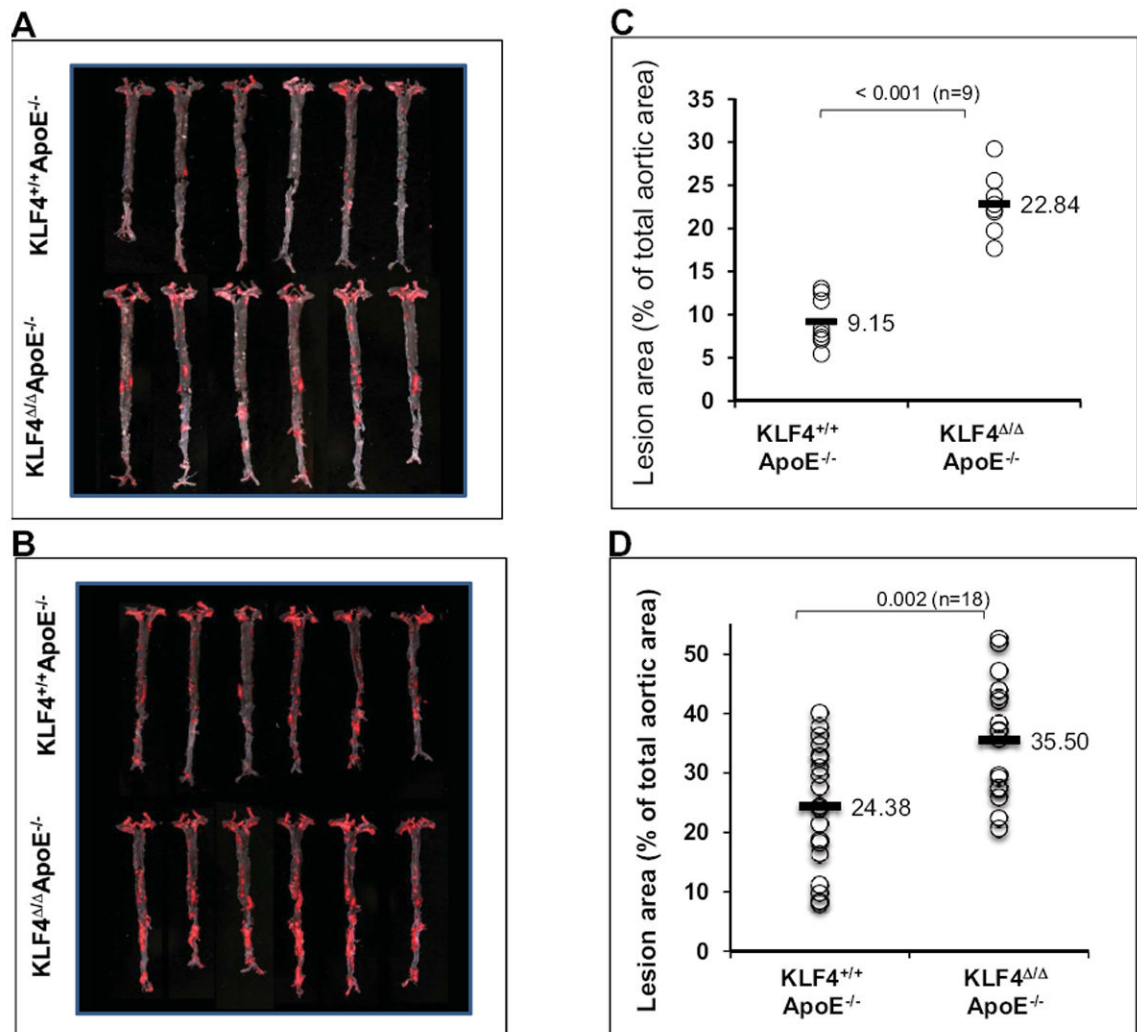 A
KLF4+/+ApoE-/-
KLF4Δ/ΔApoE-/-
B
KLF4+/+ApoE-/-
KLF4Δ/ΔApoE-/-
C
< 0.001 (n=9)
Lesion area (% of total aortic area)
35
30
25
20
15
10
5
0
22.84
9.15
KLF4+/+
ApoE-/-
KLF4Δ/Δ
ApoE-/-
D
0.002 (n=18)
Lesion area (% of total aortic area)
50
40
30
20
10
0
35.50
24.38
KLF4+/+
ApoE-/-
KLF4Δ/Δ
ApoE-/-